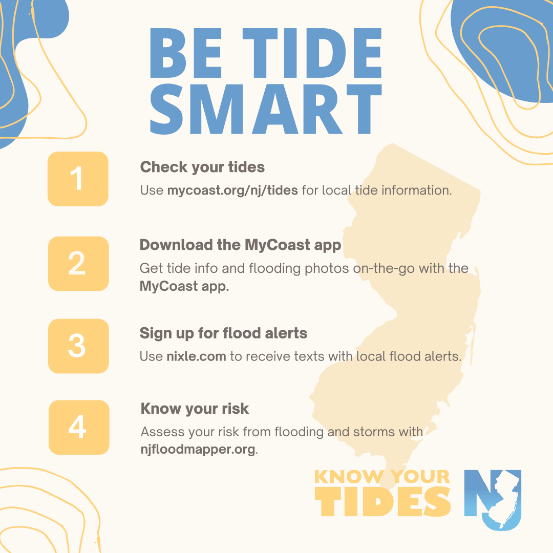 BE TIDE
SMART
1
Check your tides
Use mycoast.org/nj/tides for local tide information.
2
Download the MyCoast app
Get tide info and flooding photos on-the-go with the
MyCoast app.
3
Sign up for flood alerts
Use nixle.com to receive texts with local flood alerts.
4
Know your risk
Assess your risk from flooding and storms with
njfloodmapper.org.
KNOW YOUR
TIDES
NJ